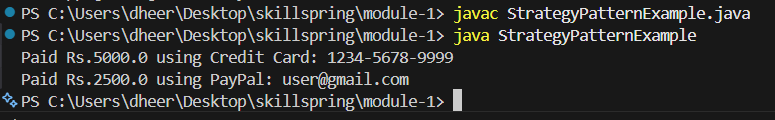 PS C:\Users\dheer\Desktop\skillspring\module-1> javac StrategyPatternExample.java
PS C:\Users\dheer\Desktop\skillspring\module-1> java StrategyPatternExample
Paid Rs.5000.0 using Credit Card: 1234-5678-9999
Paid Rs.2500.0 using PayPal: user@gmail.com
PS C:\Users\dheer\Desktop\skillspring\module-1>